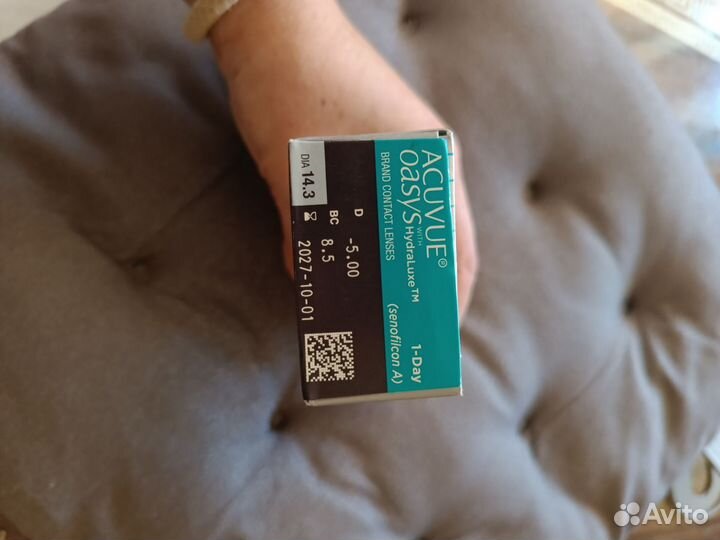 ACUVUE®
OASYS WITH HydraLuxe™ 1-Day
BRAND CONTACT LENSES (senofilcon A)
D -5.00
BC 8.5
DIA 14.3 2027-10-01
Avito